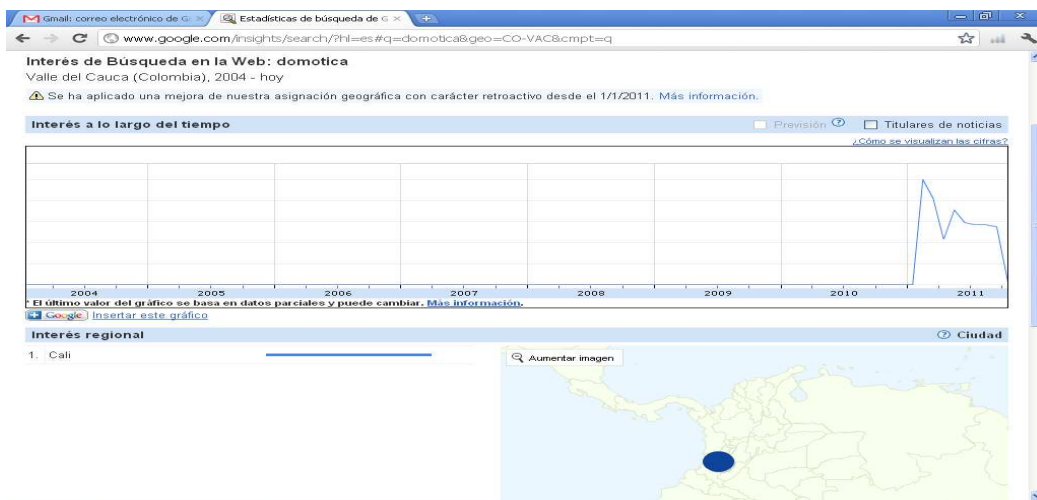 Gmail: correo electrónico de G
Estadísticas de búsqueda de G
www.google.com/insights/search/?hl=es#q=domotica&geo=CO-VAC&cmpt=q
Interés de Búsqueda en la Web: domotica
Valle del Cauca (Colombia), 2004 - hoy
Se ha aplicado una mejora de nuestra asignación geográfica con carácter retroactivo desde el 1/1/2011. Más información.
Interés a lo largo del tiempo
Previsión ? Titulares de noticias
¿Cómo se visualizan las cifras?
2004 2005 2006 2007 2008 2009 2010 2011
* El último valor del gráfico se basa en datos parciales y puede cambiar. Más información.
Google Insertar este gráfico
Interés regional
? Ciudad
1. Cali
Aumentar imagen